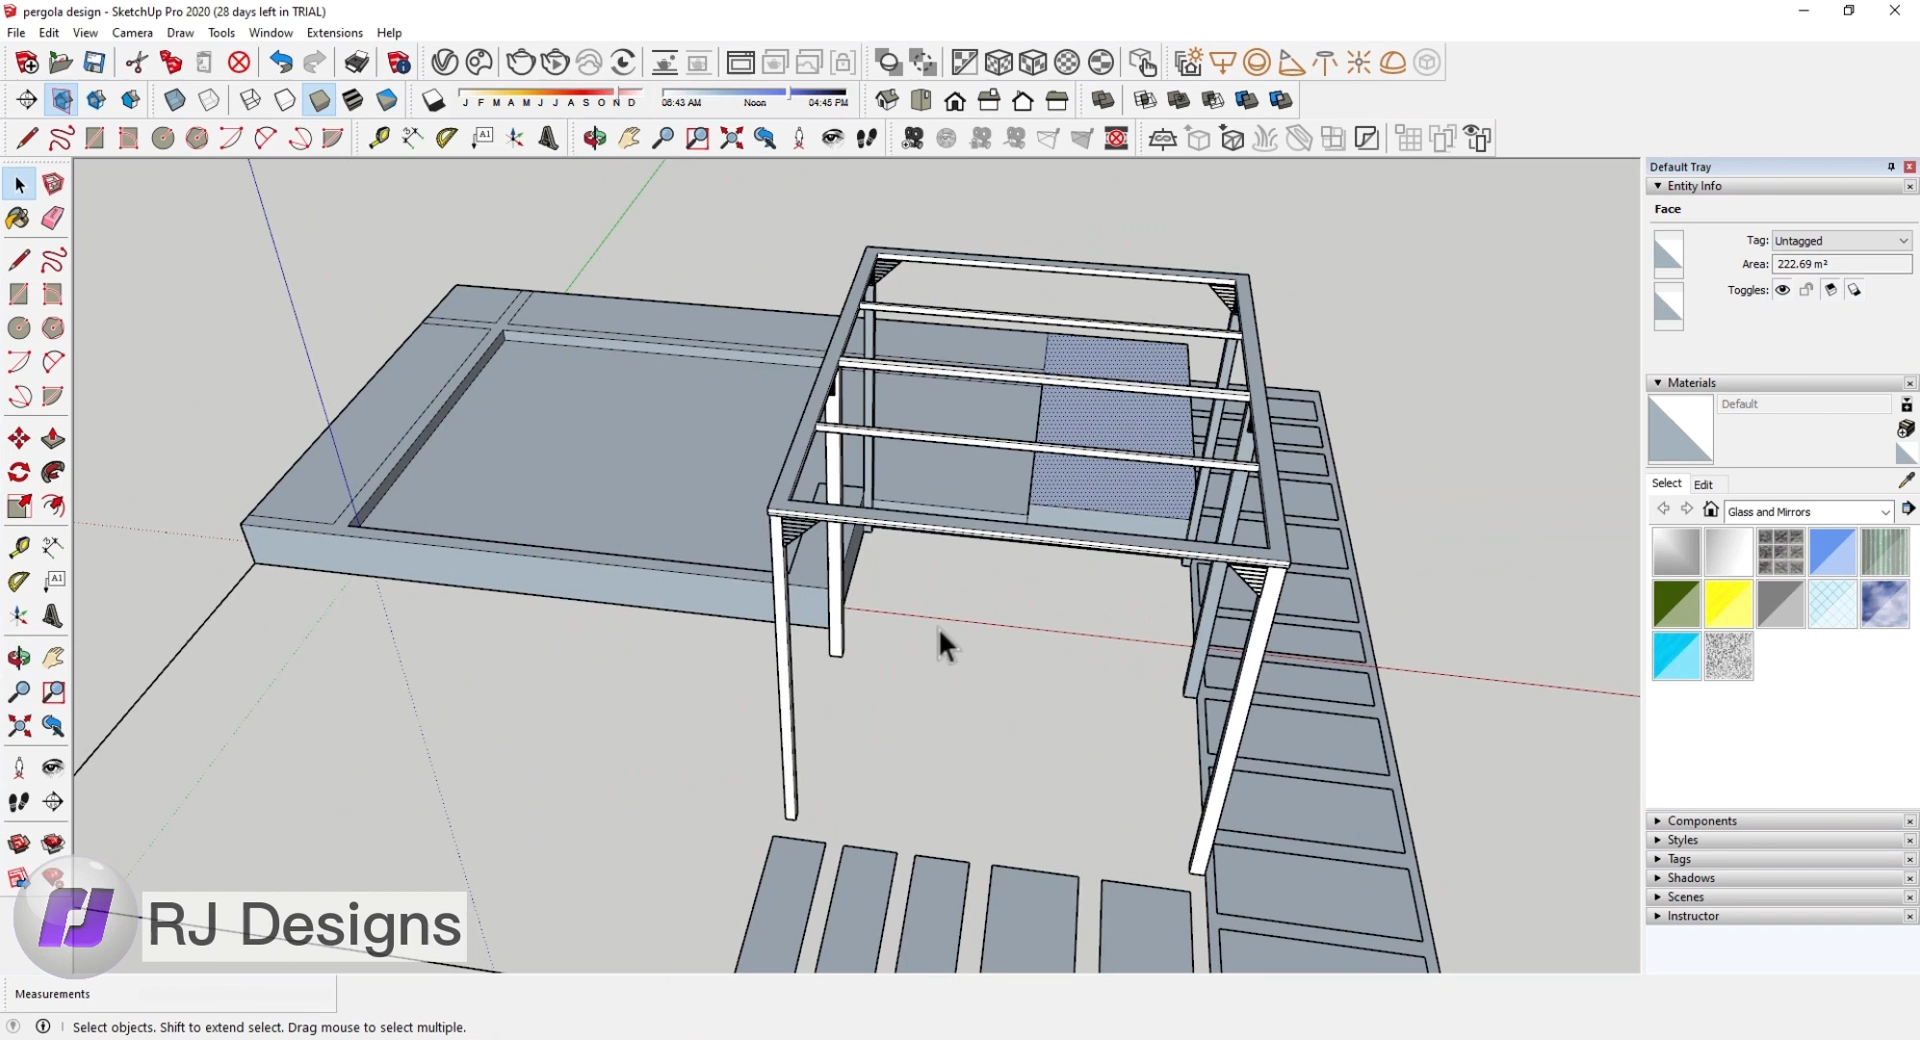 pergola design - SketchUp Pro 2020 (28 days left in TRIAL)
File Edit View Camera Draw Tools Window Extensions Help
J F M A M J J A S O N D
06:43 AM Noon 04:45 PM
A1
Default Tray
Entity Info
Face
Tag: Untagged
Area: 222.69 m²
Toggles:
Materials
Default
Select Edit
Glass and Mirrors
A1
Components
Styles
Tags
Shadows
Scenes
Instructor
RJ Designs
Measurements
Select objects. Shift to extend select. Drag mouse to select multiple.